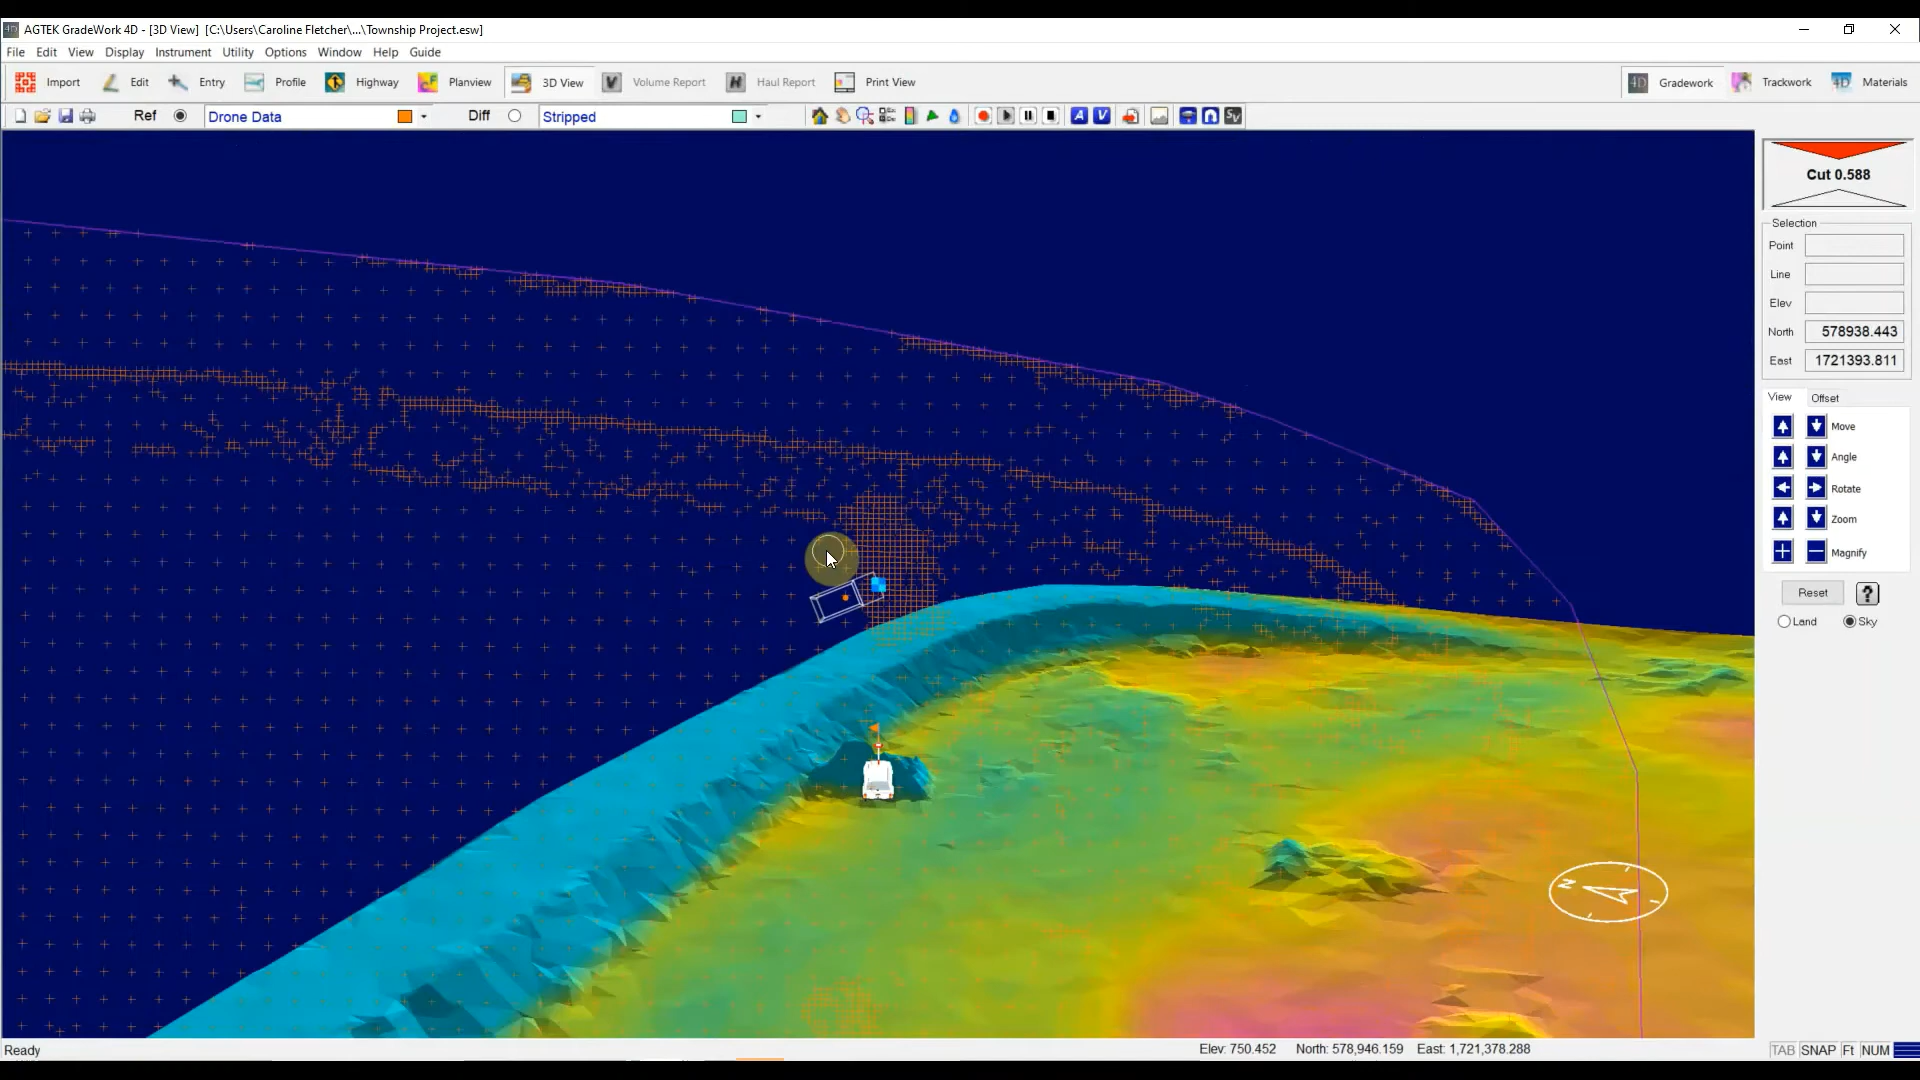 AGTEK GradeWork 4D - [3D View] [C:\Users\Caroline Fletcher\...\Township Project.esw]
File Edit View Display Instrument Utility Options Window Help Guide
Import Edit Entry Profile Highway Planview 3D View Volume Report Haul Report Print View Gradework Trackwork Materials
Ref Drone Data Diff Stripped
Cut 0.588
Selection
Point
Line
Elev
North 578938.443
East 1721393.811
View Offset
Move
Angle
Rotate
Zoom
Magnify
Reset ?
Land Sky
N
Ready Elev: 750.452 North: 578,946.159 East: 1,721,378.288 TAB SNAP Ft NUM